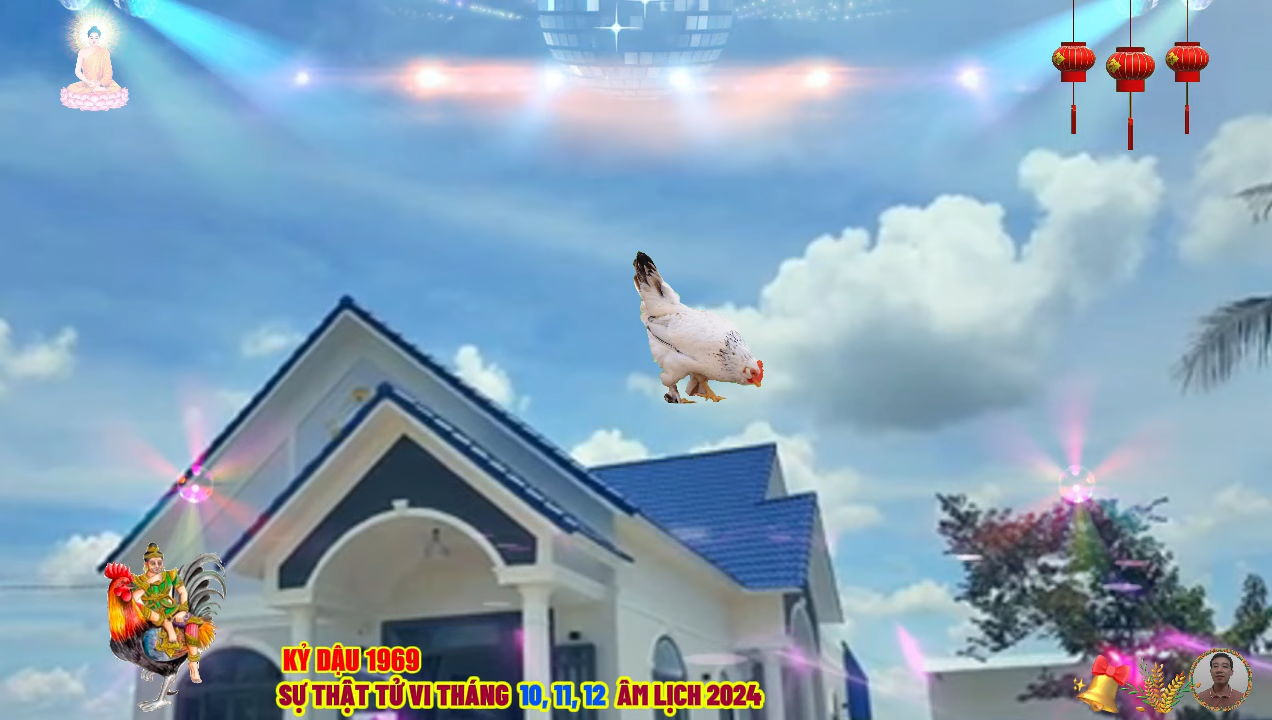 KỶ DẬU 1969
SỰ THẬT TỬ VI THÁNG 10, 11, 12 ÂM LỊCH 2024